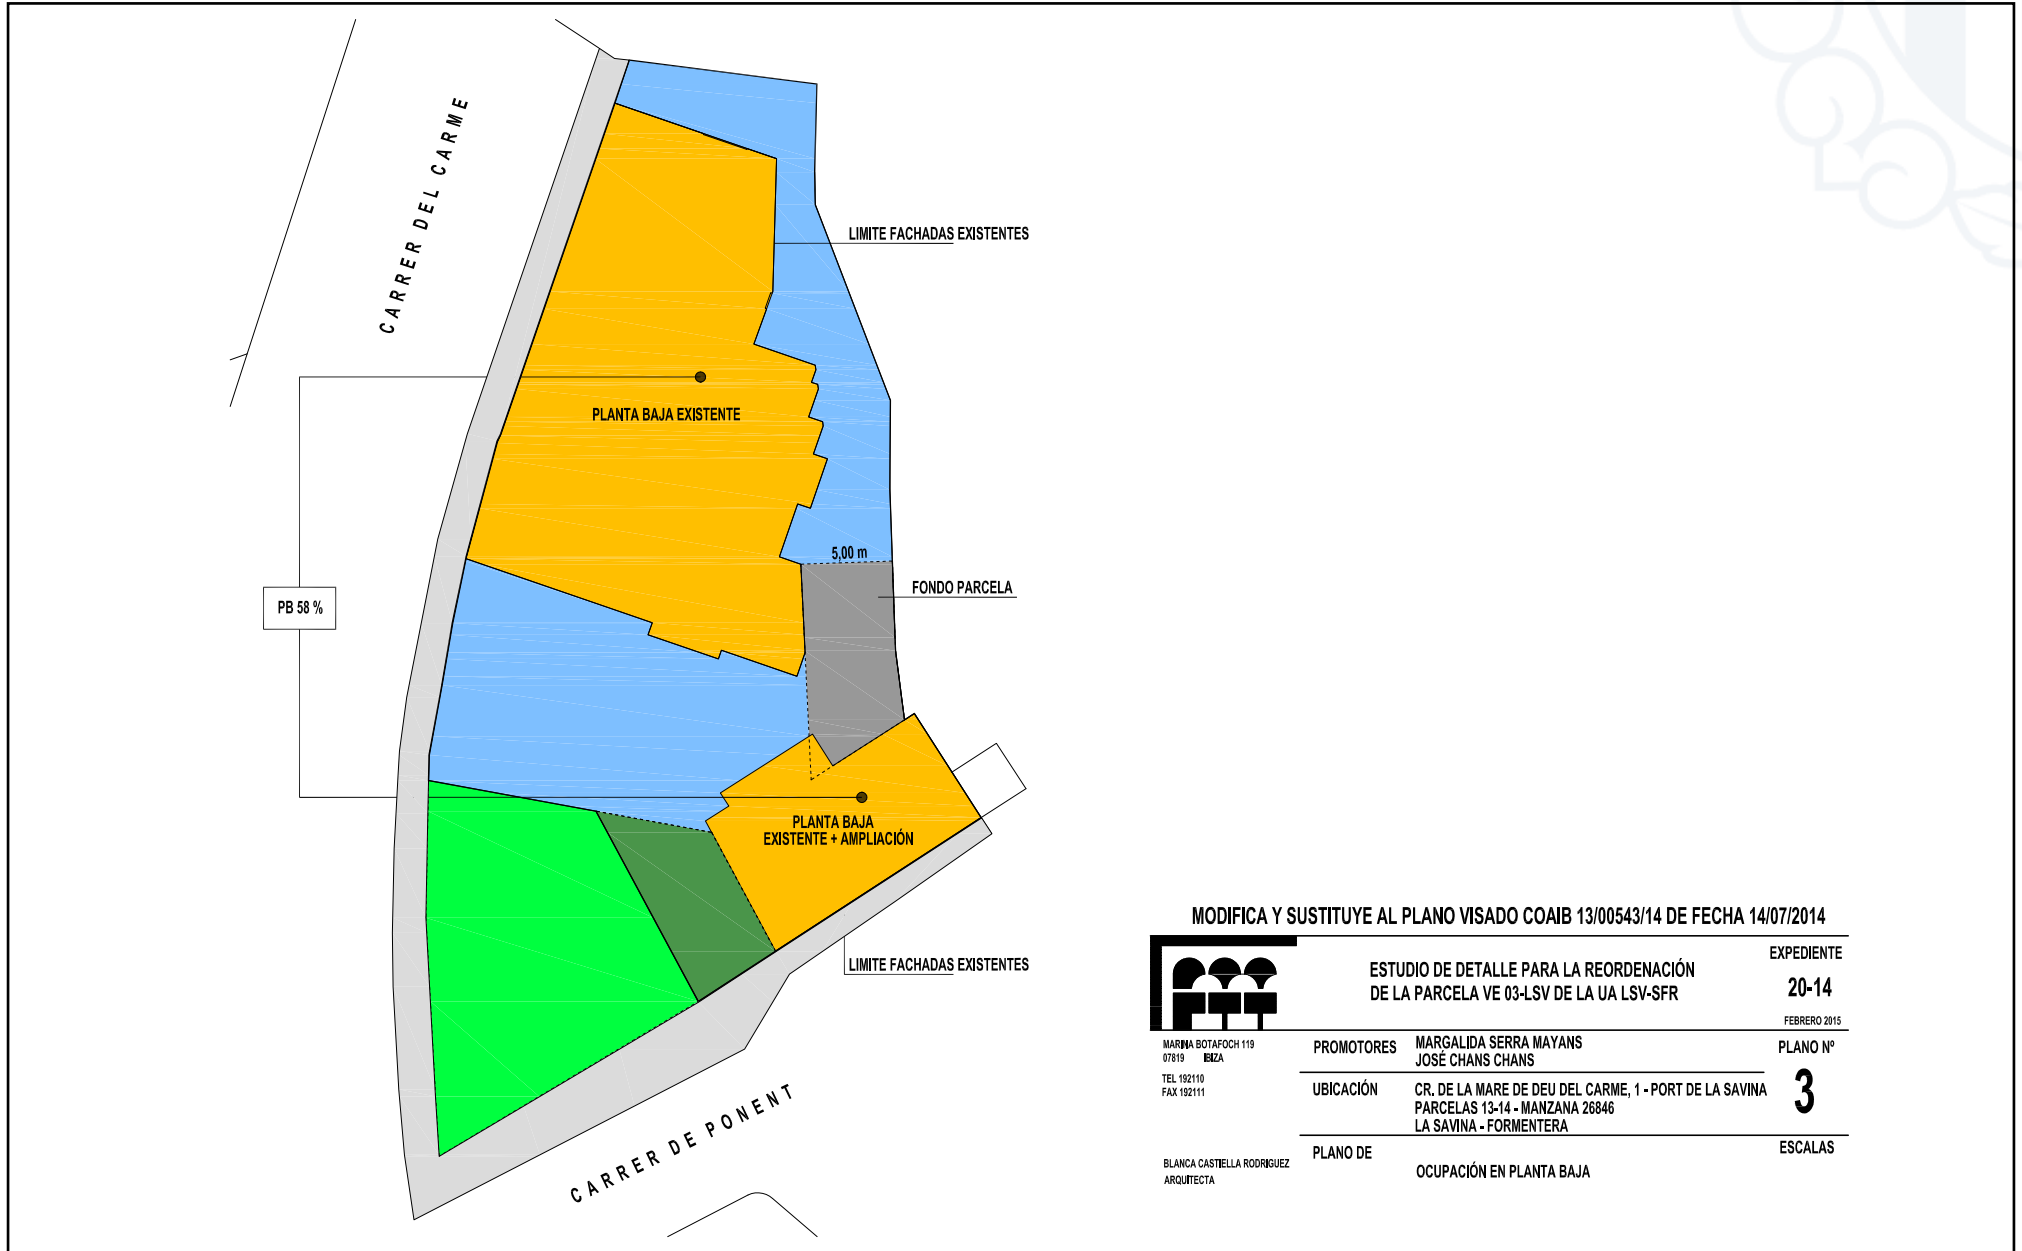 CARRER DEL CARME
LIMITE FACHADAS EXISTENTES
PLANTA BAJA EXISTENTE
5,00 m
FONDO PARCELA
PB 58 %
PLANTA BAJA
EXISTENTE + AMPLIACIÓN
LIMITE FACHADAS EXISTENTES
CARRER DE PONENT
MODIFICA Y SUSTITUYE AL PLANO VISADO COAIB 13/00543/14 DE FECHA 14/07/2014
ESTUDIO DE DETALLE PARA LA REORDENACIÓN
DE LA PARCELA VE 03-LSV DE LA UA LSV-SFR
EXPEDIENTE
20-14
FEBRERO 2015
MARINA BOTAFOCH 119
07819 IBIZA
TEL 192110
FAX 192111
PROMOTORES
MARGALIDA SERRA MAYANS
JOSÉ CHANS CHANS
PLANO Nº
3
UBICACIÓN
CR. DE LA MARE DE DEU DEL CARME, 1 - PORT DE LA SAVINA
PARCELAS 13-14 - MANZANA 26846
LA SAVINA - FORMENTERA
BLANCA CASTIELLA RODRIGUEZ
ARQUITECTA
PLANO DE
OCUPACIÓN EN PLANTA BAJA
ESCALAS